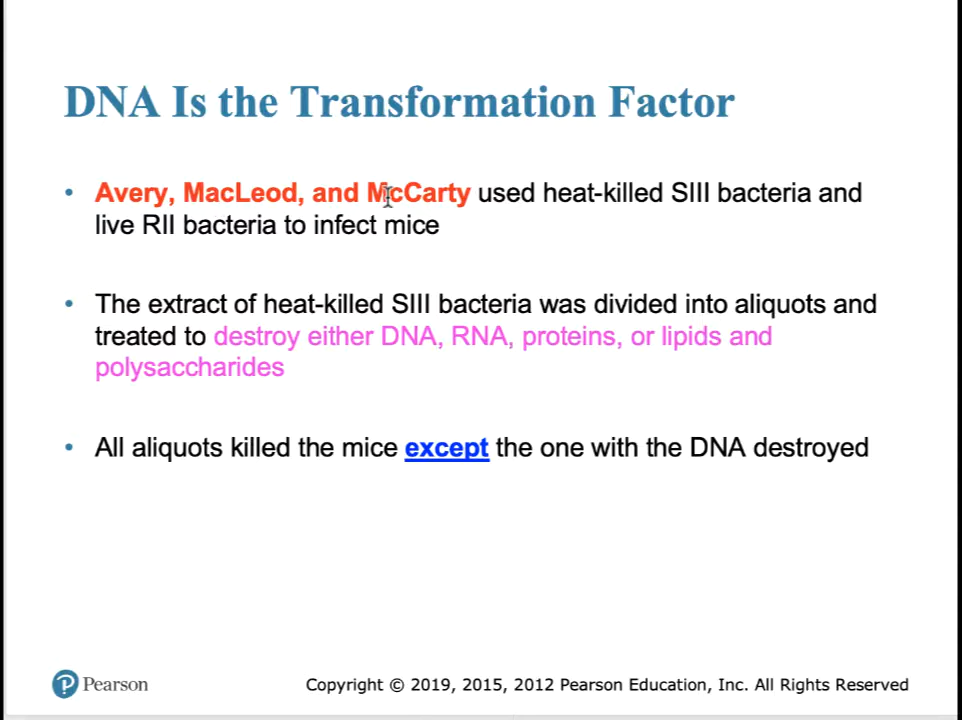 DNA Is the Transformation Factor
• Avery, MacLeod, and McCarty used heat-killed SIII bacteria and
live RII bacteria to infect mice
• The extract of heat-killed SIII bacteria was divided into aliquots and
treated to destroy either DNA, RNA, proteins, or lipids and
polysaccharides
• All aliquots killed the mice except the one with the DNA destroyed
P Pearson
Copyright © 2019, 2015, 2012 Pearson Education, Inc. All Rights Reserved